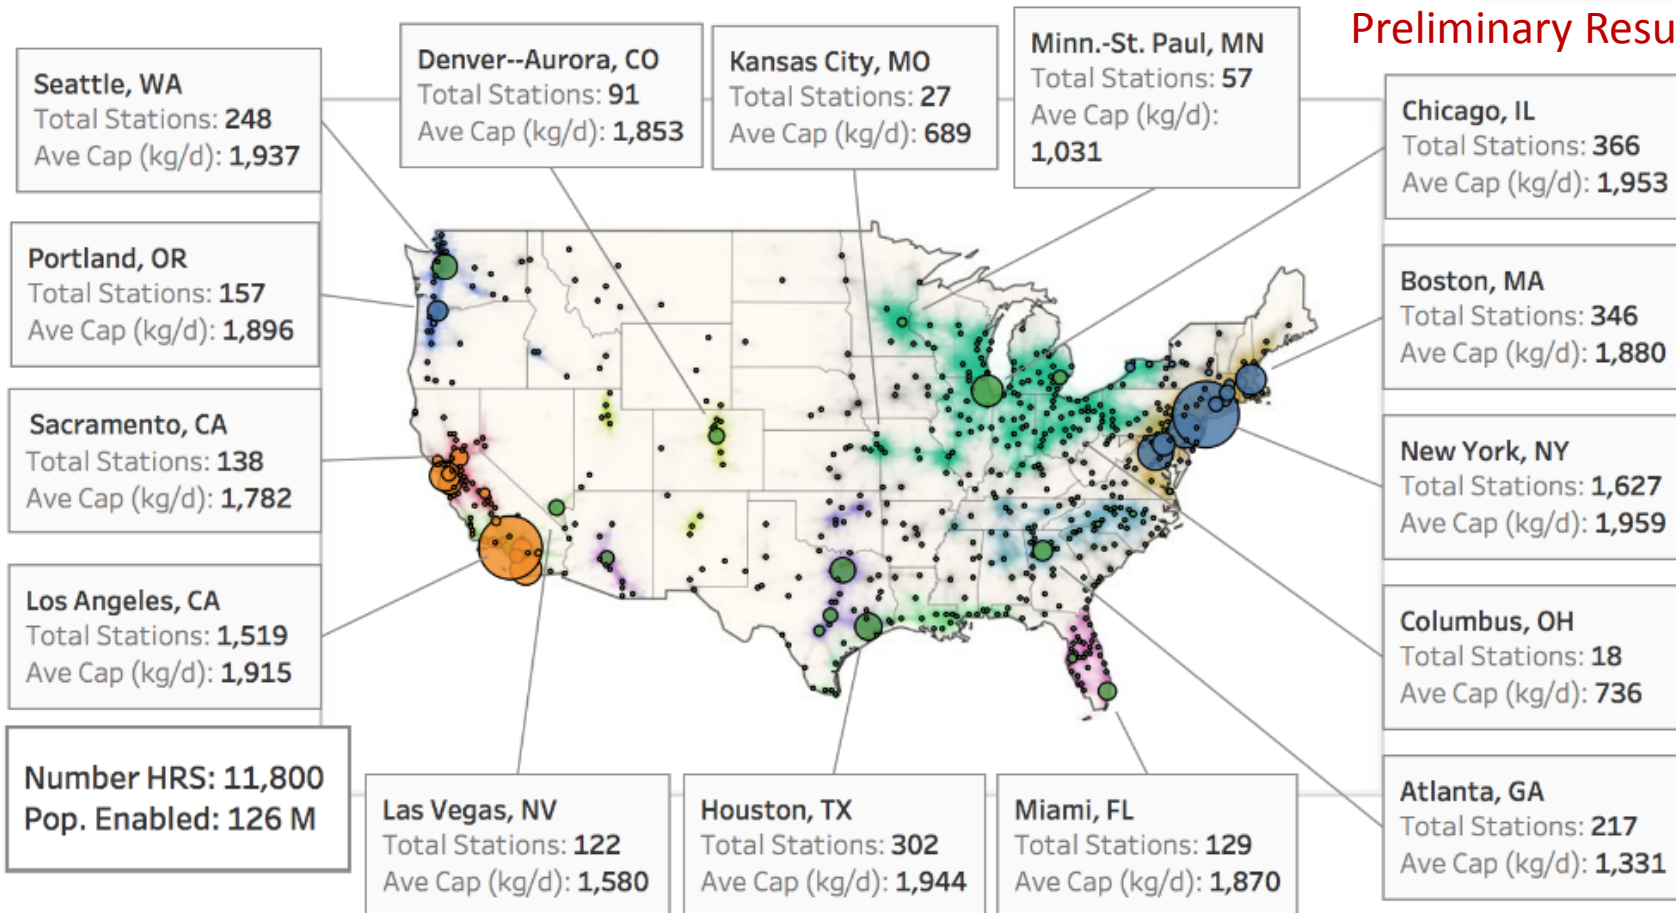 Preliminary Resu
Seattle, WA
Total Stations: 248
Ave Cap (kg/d): 1,937
Denver--Aurora, CO
Total Stations: 91
Ave Cap (kg/d): 1,853
Kansas City, MO
Total Stations: 27
Ave Cap (kg/d): 689
Minn.-St. Paul, MN
Total Stations: 57
Ave Cap (kg/d):
1,031
Chicago, IL
Total Stations: 366
Ave Cap (kg/d): 1,953
Portland, OR
Total Stations: 157
Ave Cap (kg/d): 1,896
Boston, MA
Total Stations: 346
Ave Cap (kg/d): 1,880
Sacramento, CA
Total Stations: 138
Ave Cap (kg/d): 1,782
New York, NY
Total Stations: 1,627
Ave Cap (kg/d): 1,959
Los Angeles, CA
Total Stations: 1,519
Ave Cap (kg/d): 1,915
Columbus, OH
Total Stations: 18
Ave Cap (kg/d): 736
Number HRS: 11,800
Pop. Enabled: 126 M
Las Vegas, NV
Total Stations: 122
Ave Cap (kg/d): 1,580
Houston, TX
Total Stations: 302
Ave Cap (kg/d): 1,944
Miami, FL
Total Stations: 129
Ave Cap (kg/d): 1,870
Atlanta, GA
Total Stations: 217
Ave Cap (kg/d): 1,331